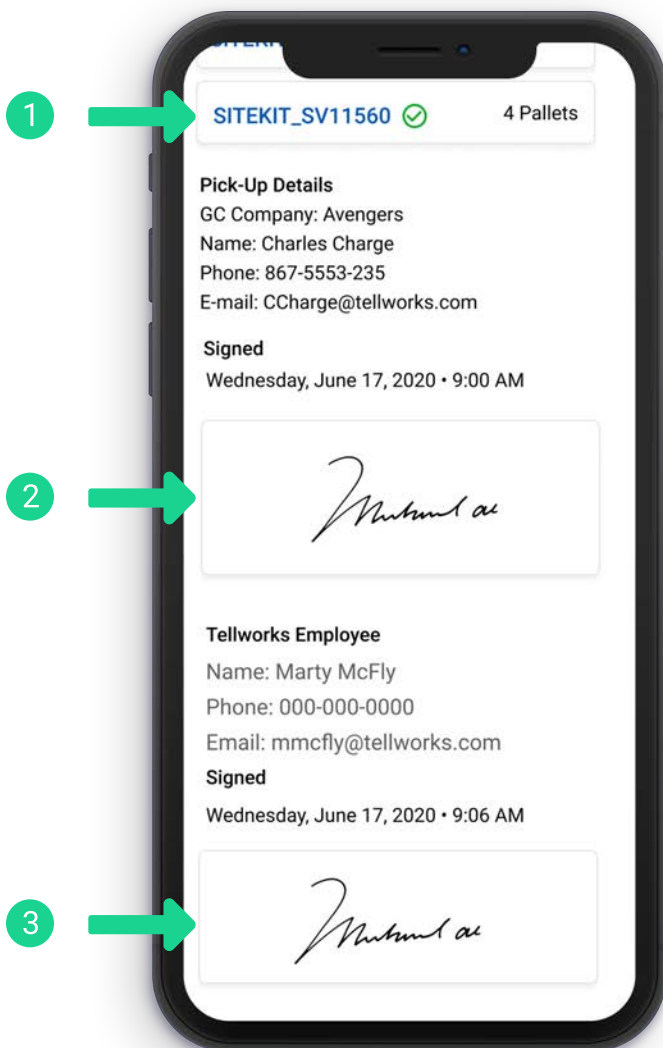 1
SITEKIT_SV11560 4 Pallets
Pick-Up Details
GC Company: Avengers
Name: Charles Charge
Phone: 867-5553-235
E-mail: CCharge@tellworks.com
Signed
Wednesday, June 17, 2020 • 9:00 AM
2
Tellworks Employee
Name: Marty McFly
Phone: 000-000-0000
Email: mmcfly@tellworks.com
Signed
Wednesday, June 17, 2020 • 9:06 AM
3